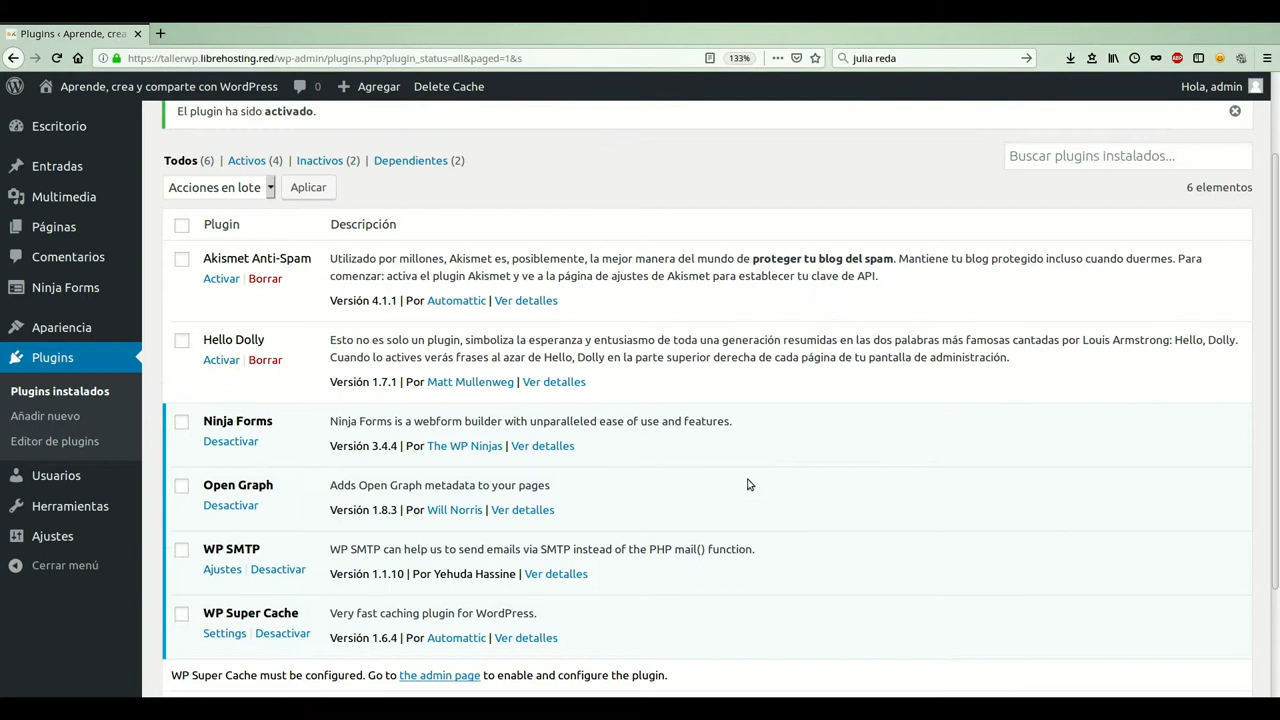 Plugins ‹ Aprende, crea
https://tallerwp.librehosting.red/wp-admin/plugins.php?plugin_status=all&paged=1&s
133%
julia reda
Aprende, crea y comparte con WordPress
0
Agregar
Delete Cache
Hola, admin
Escritorio
Entradas
Multimedia
Páginas
Comentarios
Ninja Forms
Apariencia
Plugins
Plugins instalados
Añadir nuevo
Editor de plugins
Usuarios
Herramientas
Ajustes
Cerrar menú
El plugin ha sido activado.
Todos (6) | Activos (4) | Inactivos (2) | Dependientes (2)
Buscar plugins instalados...
Acciones en lote
Aplicar
6 elementos
Plugin
Descripción
Akismet Anti-Spam
Activar | Borrar
Utilizado por millones, Akismet es, posiblemente, la mejor manera del mundo de proteger tu blog del spam. Mantiene tu blog protegido incluso cuando duermes. Para
comenzar: activa el plugin Akismet y ve a la página de ajustes de Akismet para establecer tu clave de API.
Versión 4.1.1 | Por Automattic | Ver detalles
Hello Dolly
Activar | Borrar
Esto no es solo un plugin, simboliza la esperanza y entusiasmo de toda una generación resumidas en las dos palabras más famosas cantadas por Louis Armstrong: Hello, Dolly.
Cuando lo actives verás frases al azar de Hello, Dolly en la parte superior derecha de cada página de tu pantalla de administración.
Versión 1.7.1 | Por Matt Mullenweg | Ver detalles
Ninja Forms
Desactivar
Ninja Forms is a webform builder with unparalleled ease of use and features.
Versión 3.4.4 | Por The WP Ninjas | Ver detalles
Open Graph
Desactivar
Adds Open Graph metadata to your pages
Versión 1.8.3 | Por Will Norris | Ver detalles
WP SMTP
Ajustes | Desactivar
WP SMTP can help us to send emails via SMTP instead of the PHP mail() function.
Versión 1.1.10 | Por Yehuda Hassine | Ver detalles
WP Super Cache
Settings | Desactivar
Very fast caching plugin for WordPress.
Versión 1.6.4 | Por Automattic | Ver detalles
WP Super Cache must be configured. Go to the admin page to enable and configure the plugin.